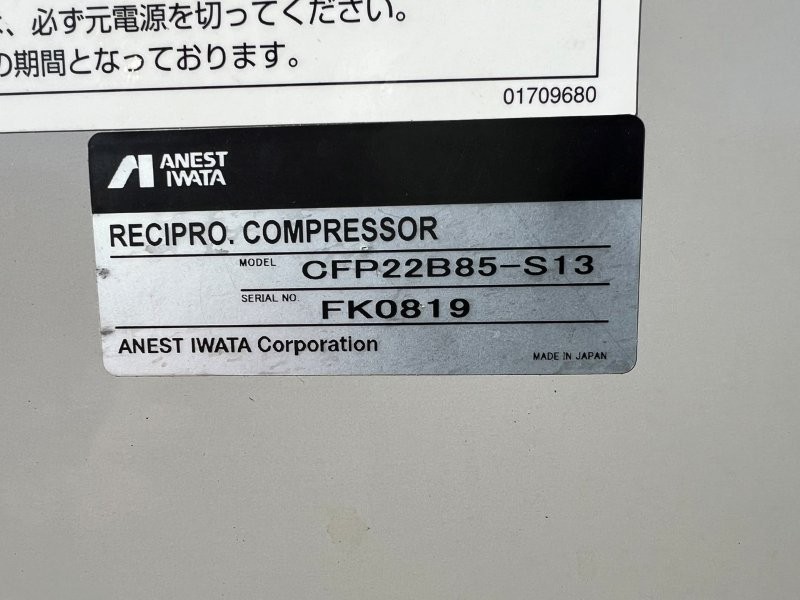 、必ず元電源を切ってください。
の期間となっております。
01709680
ANEST
IWATA
RECIPRO. COMPRESSOR
MODEL CFP22B85-S13
SERIAL NO. FK0819
ANEST IWATA Corporation
MADE IN JAPAN